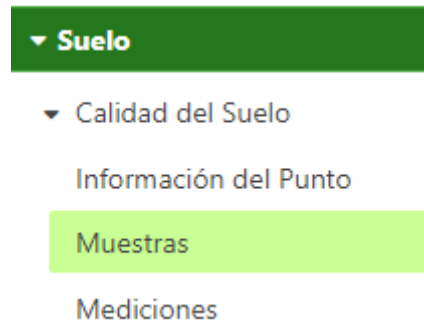 Suelo
Calidad del Suelo
Información del Punto
Muestras
Mediciones